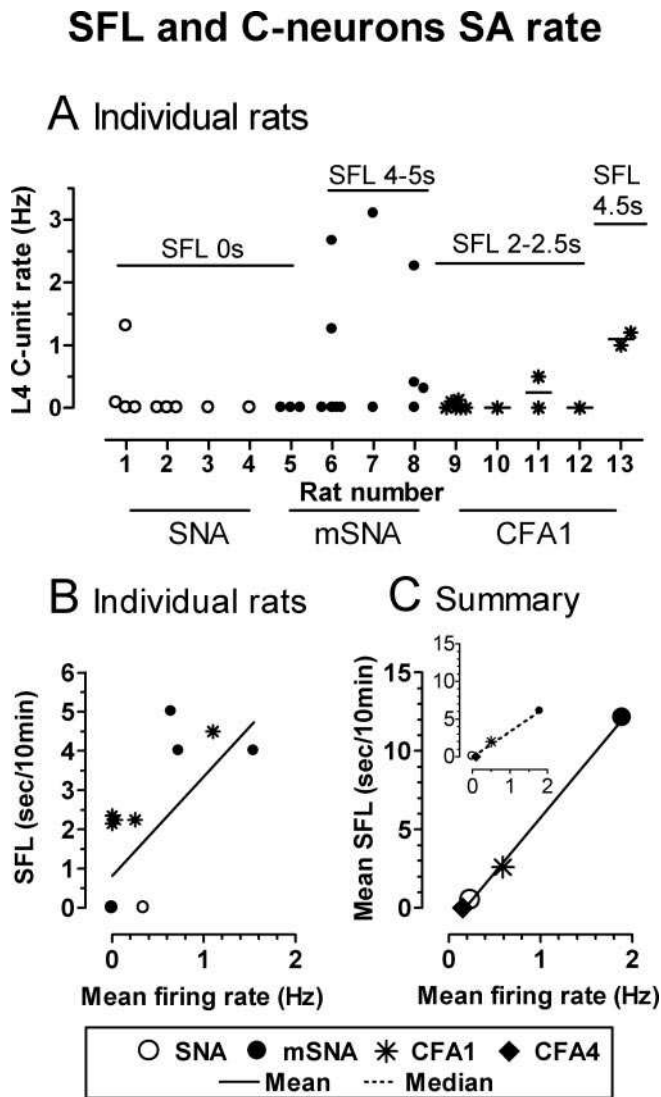 SFL and C-neurons SA rate
A Individual rats
L4 C-unit rate (Hz)
3
2
1
0
SFL 0s
SFL 4-5s
SFL 2-2.5s
SFL
4.5s
1 2 3 4 5 6 7 8 9 10 11 12 13
Rat number
SNA mSNA CFA1
B Individual rats
SFL (sec/10min)
6
5
4
3
2
1
0
0 1 2
Mean firing rate (Hz)
C Summary
Mean SFL (sec/10min)
15
10
5
0
15
10
5
0
0 1 2
0 1 2
Mean firing rate (Hz)
SNA mSNA CFA1 CFA4
Mean Median